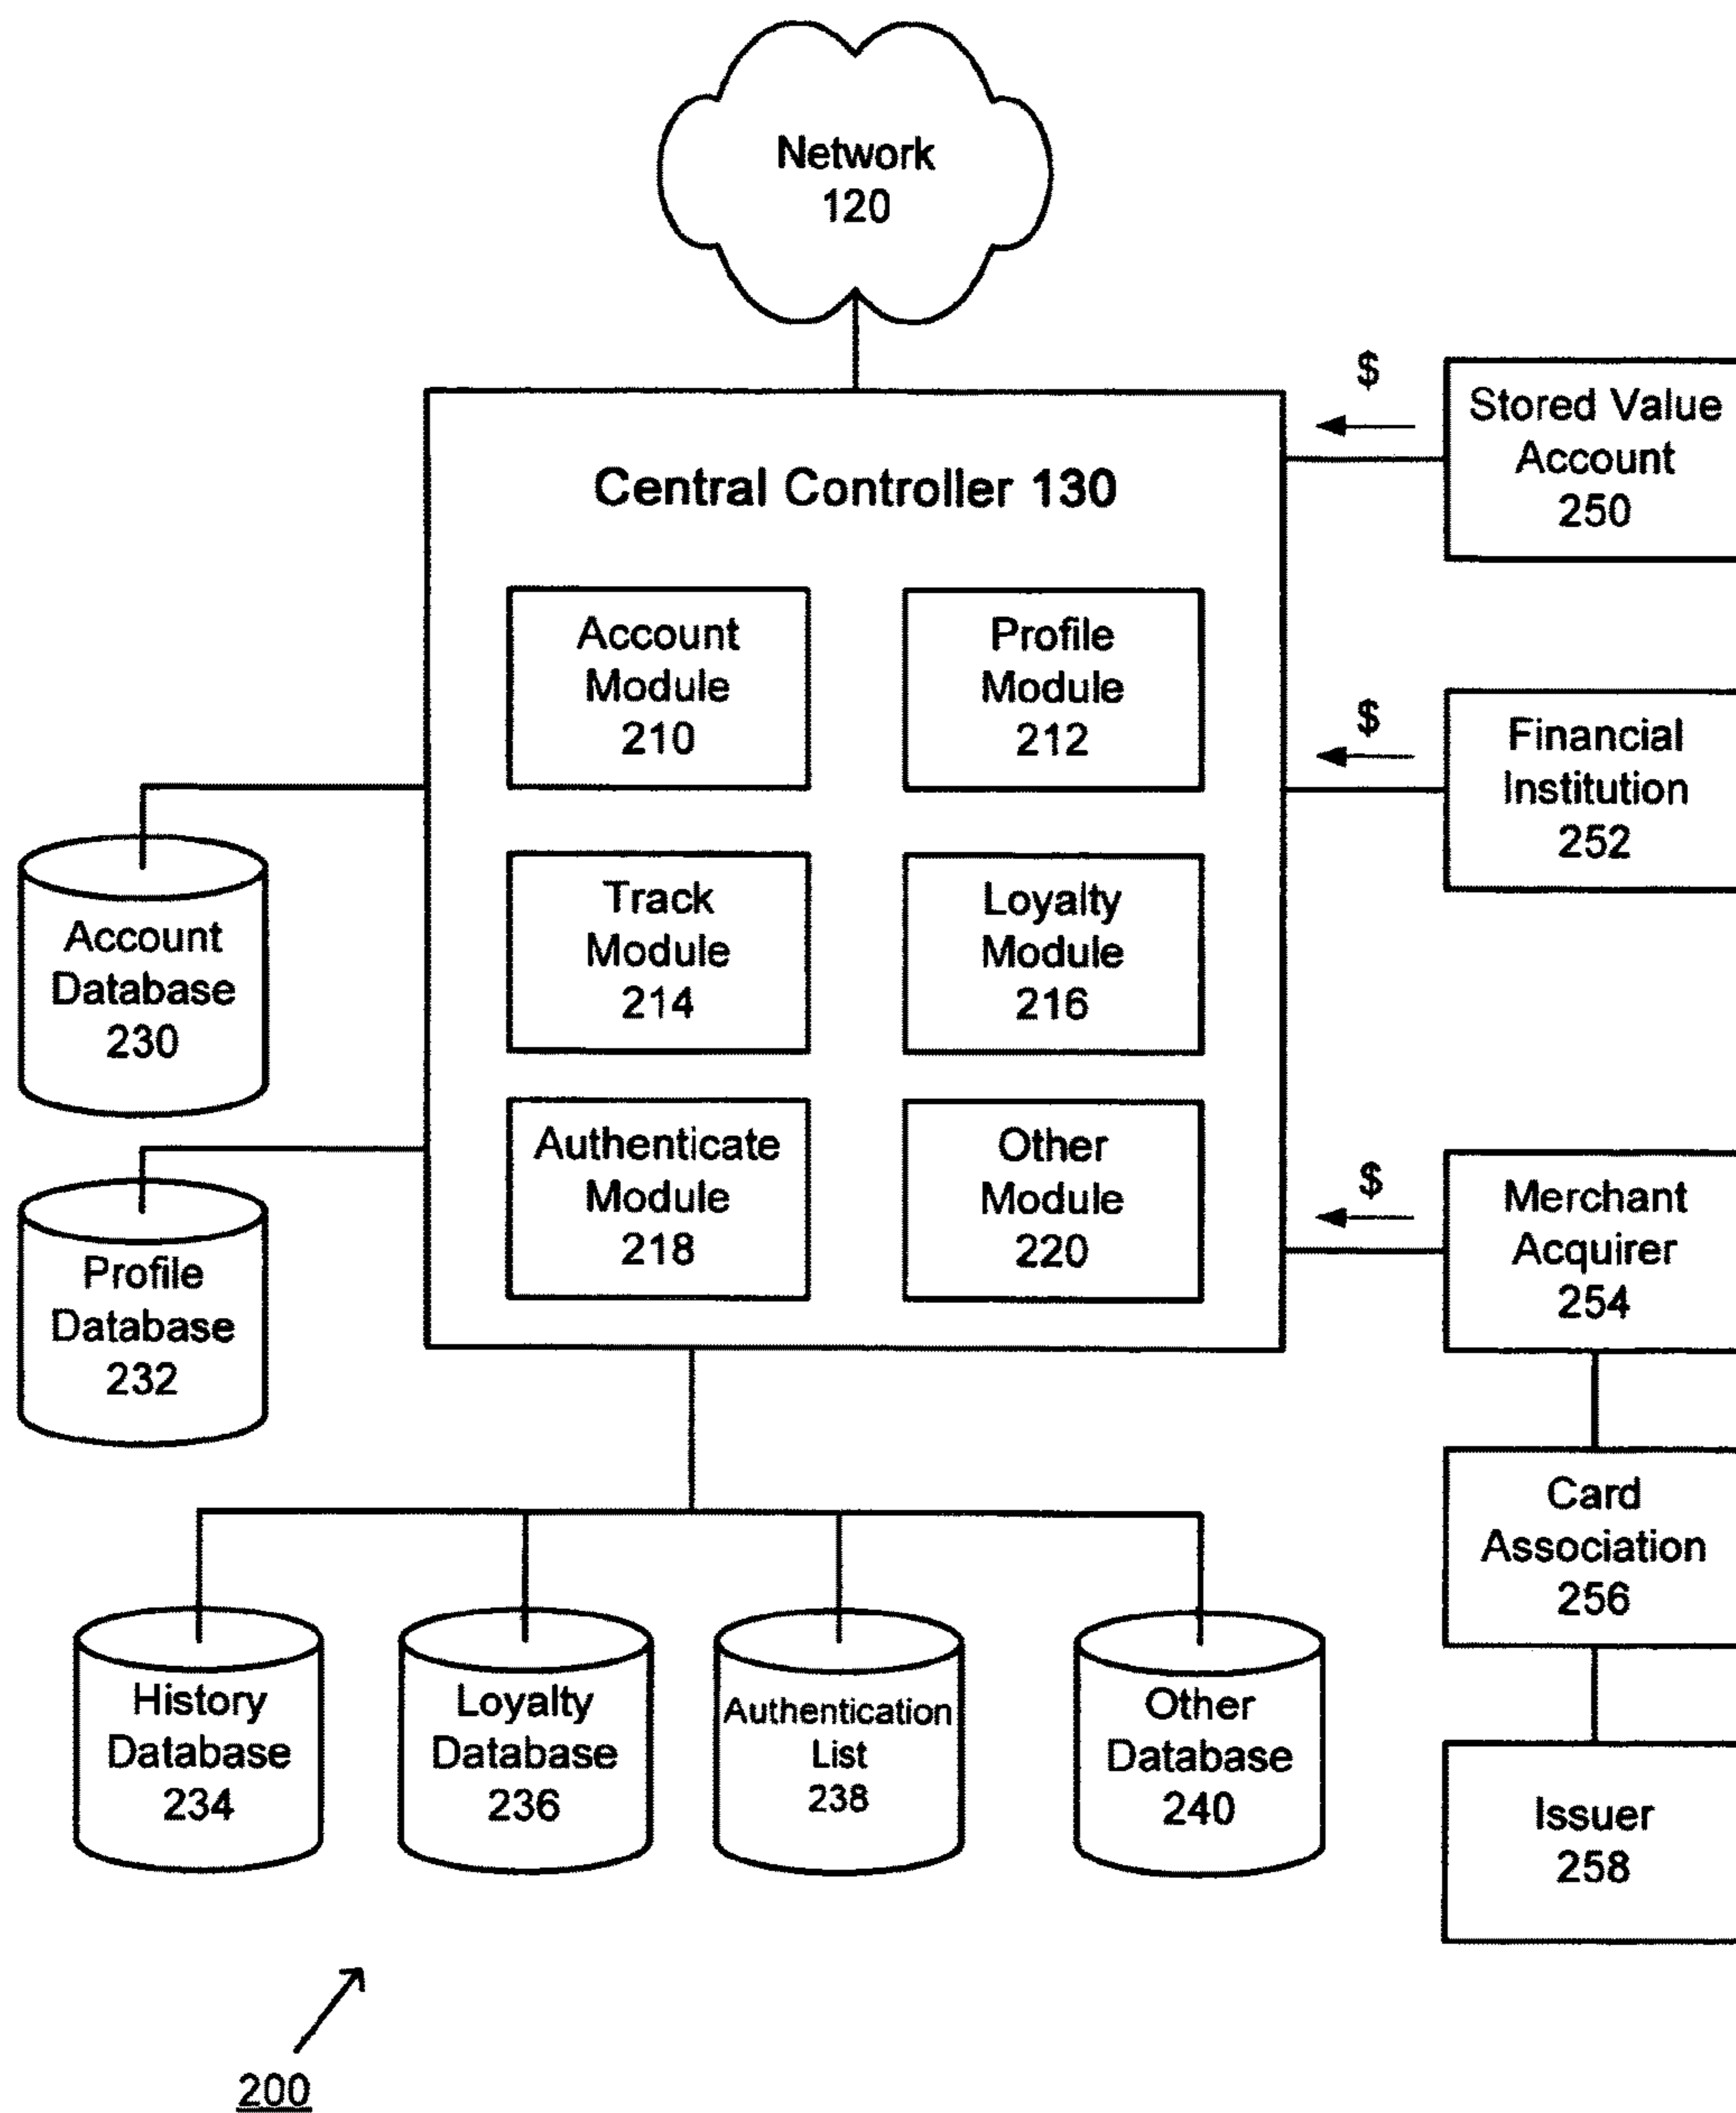 Network
120
$
Stored Value
Account
250
Central Controller 130
Account
Module
210
Profile
Module
212
$
Financial
Institution
252
Track
Module
214
Loyalty
Module
216
Account
Database
230
Authenticate
Module
218
Other
Module
220
$
Merchant
Acquirer
254
Profile
Database
232
Card
Association
256
History
Database
234
Loyalty
Database
236
Authentication
List
238
Other
Database
240
Issuer
258
200